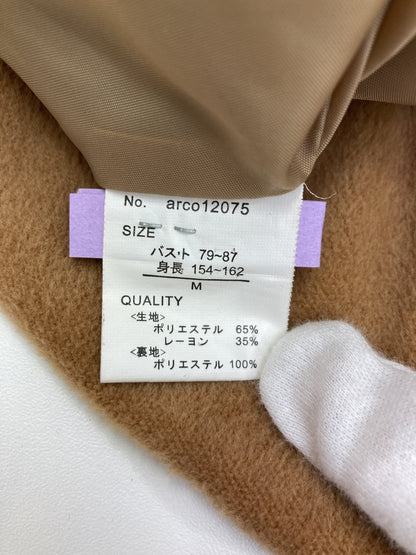 No. arco12075
SIZE
バスト 79~87
身長 154~162
M
QUALITY
<生地>
ポリエステル 65%
レーヨン 35%
<裏地>
ポリエステル 100%